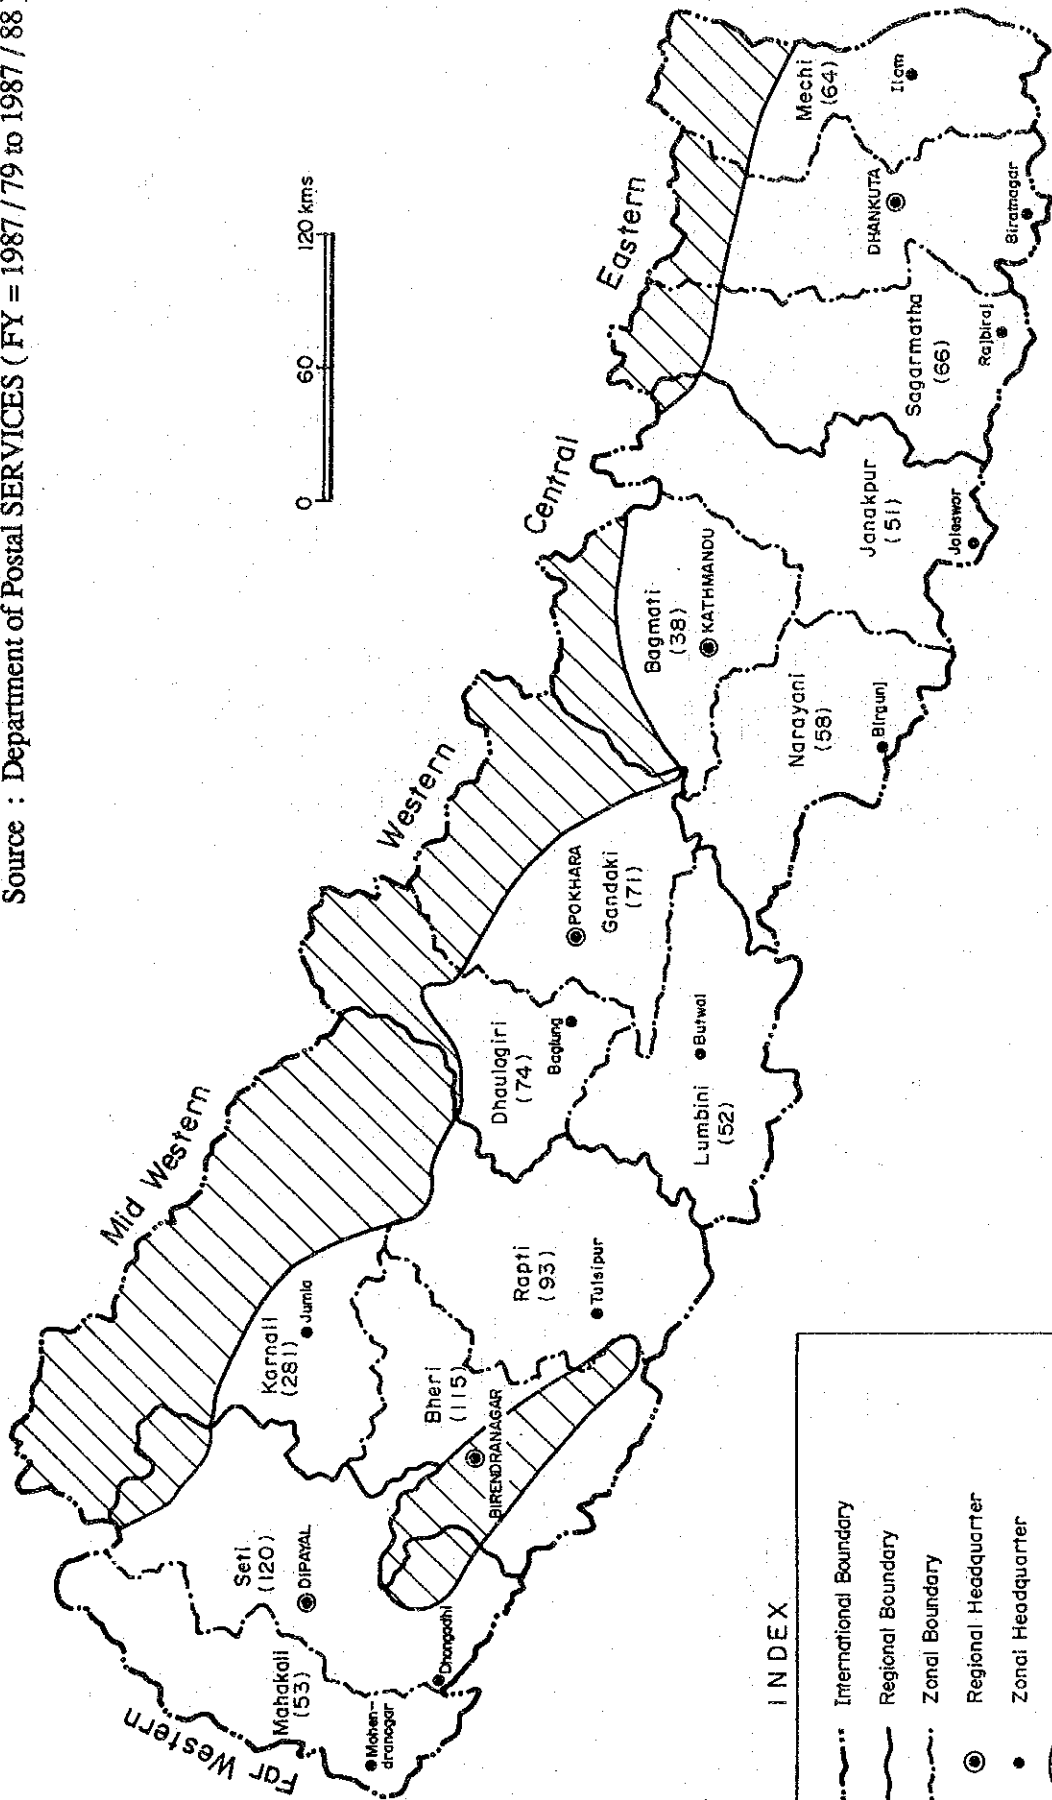 Source : Department of Postal SERVICES ( FY = 1987 / 79 to 1987 / 88 )
0 60 120 kms
Far Western
Mid Western
Western
Central
Eastern
Mahakali
(53)
Mohen-
dranagar
Seti
(120)
DIPAYAL
Dhangadhi
Karnali
(281)
Jumla
Bheri
(115)
BIRENDRANAGAR
Rapti
(93)
Tulsipur
Dhaulagiri
(74)
Baglung
Lumbini
(52)
Butwal
POKHARA
Gandaki
(71)
Bagmati
(38)
KATHMANDU
Narayani
(58)
Birgunj
Janakpur
(51)
Jaleswor
Sagarmatha
(66)
Rajbiraj
DHANKUTA
Biratnagar
Mechi
(64)
Ilam
INDEX
International Boundary
Regional Boundary
Zonal Boundary
Regional Headquarter
Zonal Headquarter